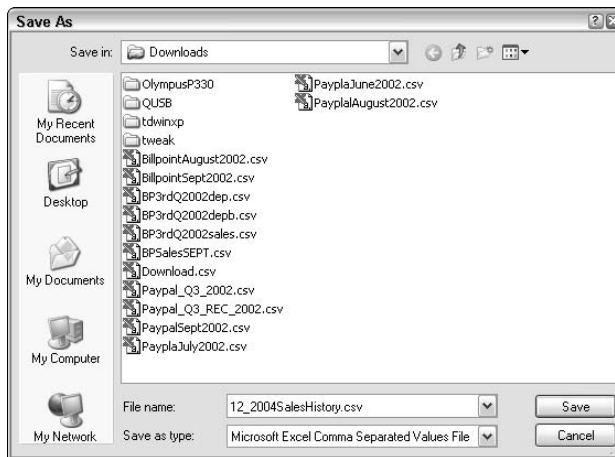 Save As
Save in:
Downloads
My Recent
Documents
Desktop
My Documents
My Computer
My Network
OlympusP330
QUSB
tdwinxp
tweak
BillpointAugust2002.csv
BillpointSept2002.csv
BP3rdQ2002dep.csv
BP3rdQ2002depb.csv
BP3rdQ2002sales.csv
BPSalesSEPT.csv
Download.csv
Paypal_Q3_2002.csv
Paypal_Q3_REC_2002.csv
PaypalSept2002.csv
PayplaJuly2002.csv
PayplaJune2002.csv
PayplalAugust2002.csv
File name:
12_2004SalesHistory.csv
Save
Save as type:
Microsoft Excel Comma Separated Values File
Cancel